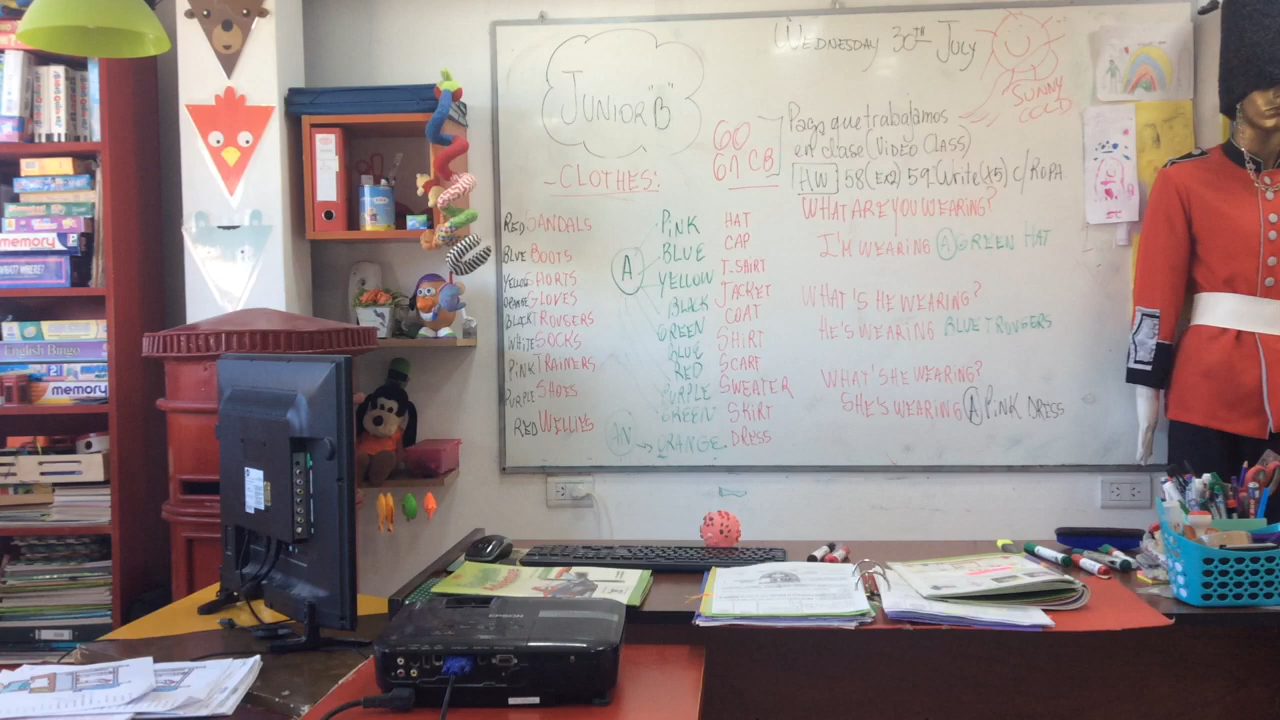 WEDNESDAY 30TH JULY
SUNNY
COLD
JUNIOR "B"
60
61 CB
Pags que trabajamos
en clase (VIDEO CLASS)
HW 58(EX2) 59(Write(X5) C/ROPA
-CLOTHES:
RED SANDALS
BLUE BOOTS
YELLOW SHORTS
ORANGE GLOVES
BLACK TROUSERS
WHITE SOCKS
PINK TRAINERS
PURPLE SHOES
RED WELLIES
A
PINK HAT
BLUE CAP
YELLOW T-SHIRT
BLACK JACKET
GREEN COAT
BLUE SHIRT
RED SCARF
PURPLE SWEATER
GREEN SKIRT
AN → ORANGE DRESS
WHAT ARE YOU WEARING?
I'M WEARING A GREEN HAT
WHAT'S HE WEARING?
HE'S WEARING BLUE TROUSERS
WHAT'S HE WEARING?
SHE'S WEARING A PINK DRESS
memory
WHAT? WHERE?
English Bingo
memory